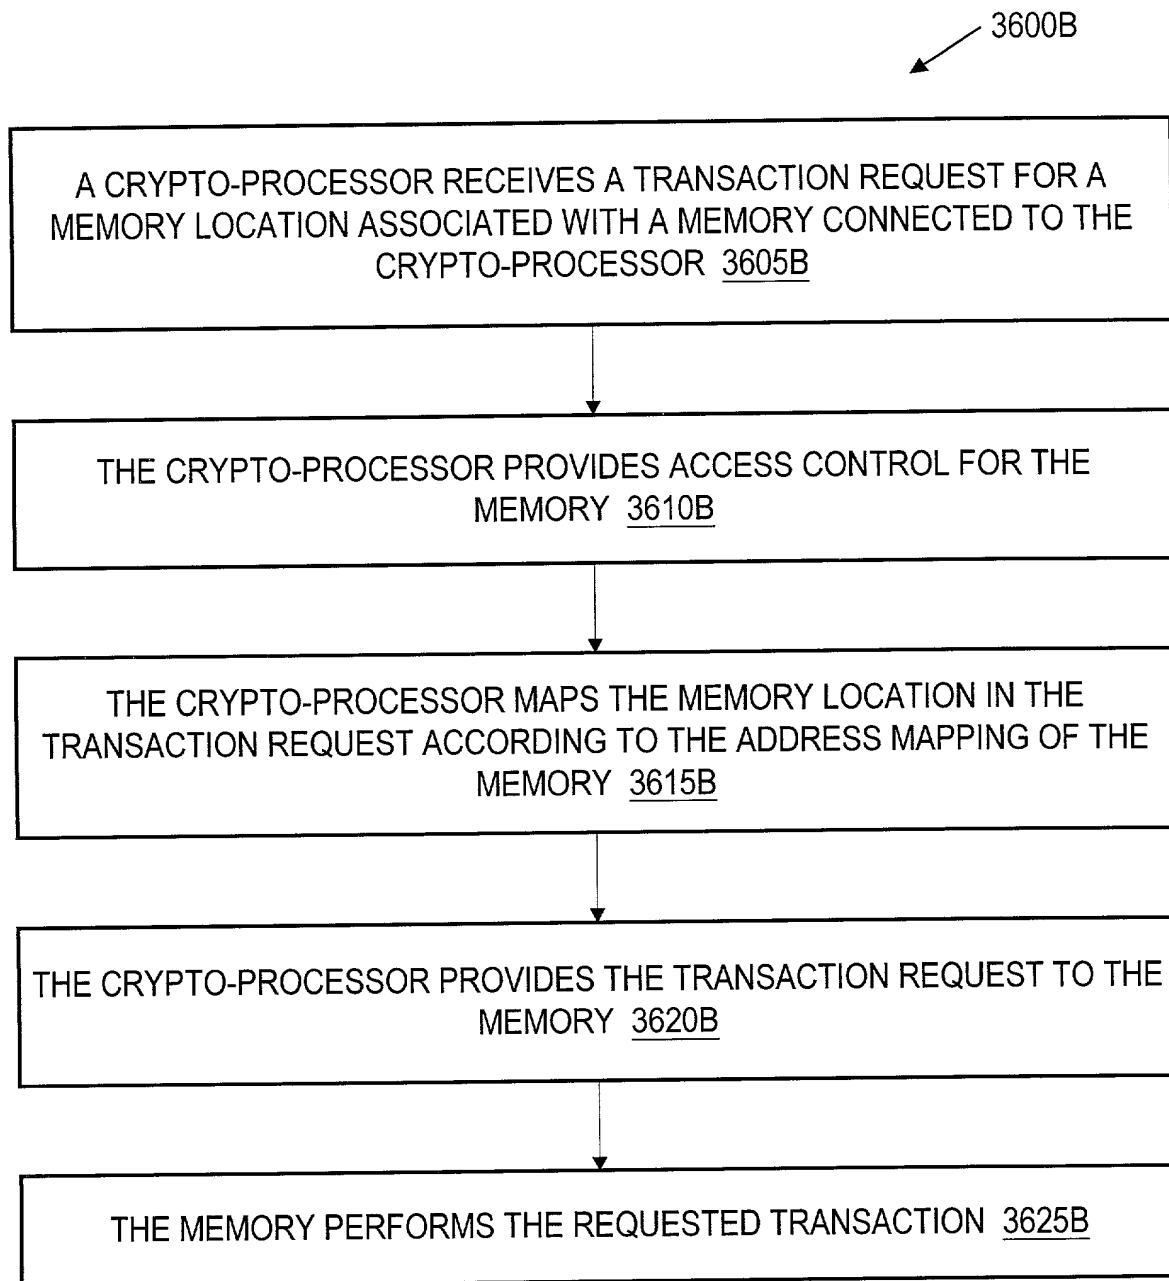 3600B
A CRYPTO-PROCESSOR RECEIVES A TRANSACTION REQUEST FOR A
MEMORY LOCATION ASSOCIATED WITH A MEMORY CONNECTED TO THE
CRYPTO-PROCESSOR 3605B
THE CRYPTO-PROCESSOR PROVIDES ACCESS CONTROL FOR THE
MEMORY 3610B
THE CRYPTO-PROCESSOR MAPS THE MEMORY LOCATION IN THE
TRANSACTION REQUEST ACCORDING TO THE ADDRESS MAPPING OF THE
MEMORY 3615B
THE CRYPTO-PROCESSOR PROVIDES THE TRANSACTION REQUEST TO THE
MEMORY 3620B
THE MEMORY PERFORMS THE REQUESTED TRANSACTION 3625B